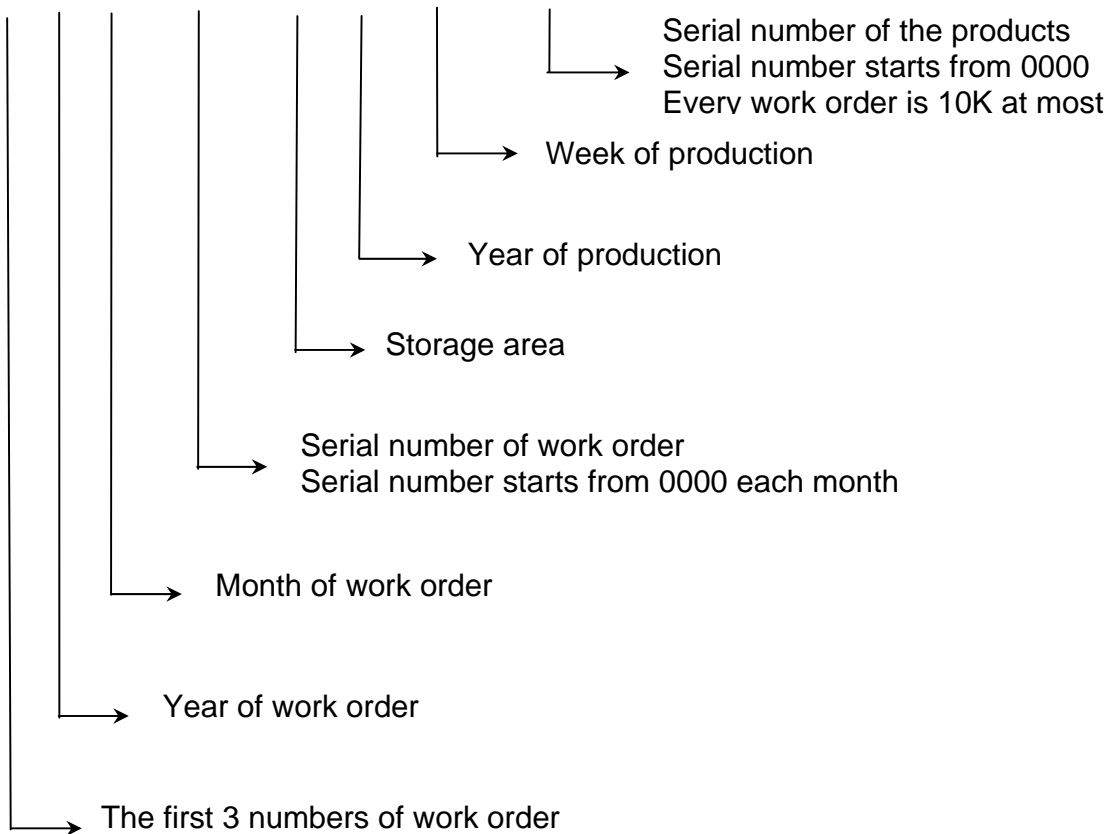 Serial number of the products
Serial number starts from 0000
Every work order is 10K at most
Week of production
Year of production
Storage area
Serial number of work order
Serial number starts from 0000 each month
Month of work order
Year of work order
The first 3 numbers of work order